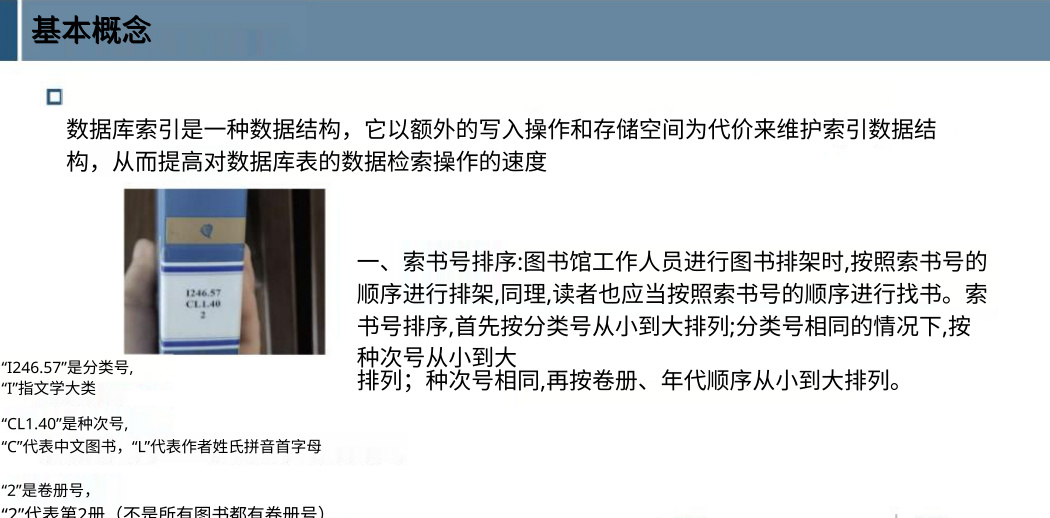 基本概念
数据库索引是一种数据结构，它以额外的写入操作和存储空间为代价来维护索引数据结
构，从而提高对数据库表的数据检索操作的速度
I246.57
CL1.40
2
一、索书号排序:图书馆工作人员进行图书排架时,按照索书号的
顺序进行排架,同理,读者也应当按照索书号的顺序进行找书。索
书号排序,首先按分类号从小到大排列;分类号相同的情况下,按
种次号从小到大
排列；种次号相同,再按卷册、年代顺序从小到大排列。
“I246.57”是分类号,
“I”指文学大类
“CL1.40”是种次号,
“C”代表中文图书，“L”代表作者姓氏拼音首字母
“2”是卷册号，
“2”代表第2册（不是所有图书都有卷册号）